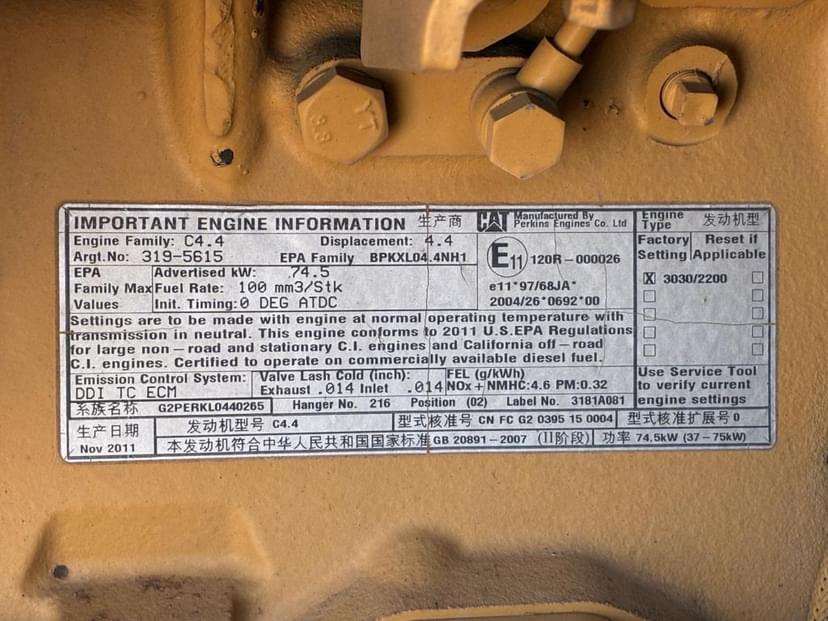 YT
8.8
IMPORTANT ENGINE INFORMATION 生产商 CAT Manufactured By Perkins Engines Co. Ltd
Engine Type 发动机型
Engine Family: C4.4 Displacement: 4.4
Argt.No: 319-5615 EPA Family BPKXL04.4NH1
E11 120R-000026
e11*97/68JA*
2004/26*0692*00
Factory Setting Reset if Applicable
X 3030/2200
EPA Family Max Values
Advertised kW: 74.5
Fuel Rate: 100 mm3/Stk
Init. Timing: 0 DEG ATDC
Settings are to be made with engine at normal operating temperature with
transmission in neutral. This engine conforms to 2011 U.S.EPA Regulations
for large non-road and stationary C.I. engines and California off-road
C.I. engines. Certified to operate on commercially available diesel fuel.
Emission Control System:
DDI TC ECM
Valve Lash Cold (inch):
Exhaust .014 Inlet .014
FEL (g/kWh)
NOx+NMHC:4.6 PM:0.32
Use Service Tool
to verify current
engine settings
系族名称 G2PERKL0440265 Hanger No. 216 Position (02) Label No. 3181A081
生产日期
Nov 2011
发动机型号 C4.4 型式核准号 CN FC G2 0395 15 0004 型式核准扩展号 0
本发动机符合中华人民共和国国家标准GB 20891-2007 (II阶段) 功率 74.5kW (37-75kW)